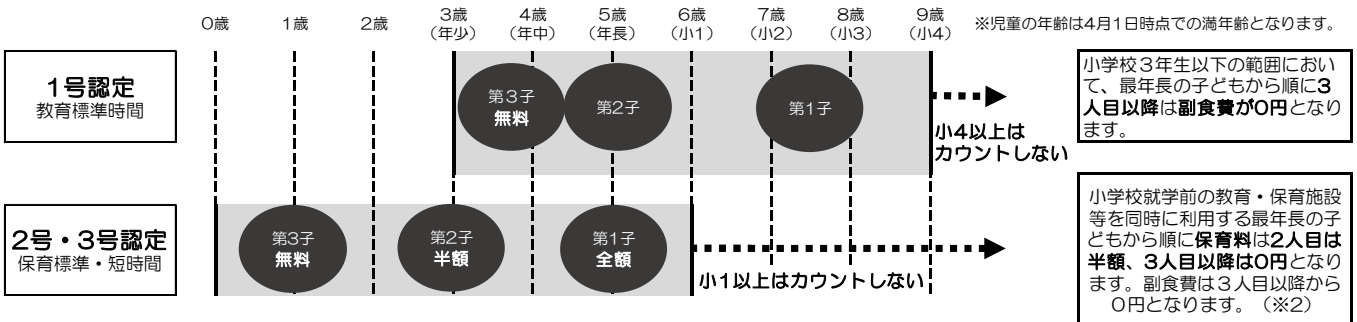 0歳 1歳 2歳 3歳 4歳 5歳 6歳 7歳 8歳 9歳
（年少） （年中） （年長） （小1） （小2） （小3） （小4）
※児童の年齢は4月1日時点での満年齢となります。
1号認定
教育標準時間
第3子
無料
第2子
第1子
小4以上は
カウントしない
小学校３年生以下の範囲におい
て、最年長の子どもから順に3
人目以降は副食費が0円となり
ます。
2号・3号認定
保育標準・短時間
第3子
無料
第2子
半額
第1子
全額
小1以上はカウントしない
小学校就学前の教育・保育施設
等を同時に利用する最年長の子
どもから順に保育料は2人目は
半額、3人目以降は0円となり
ます。副食費は３人目以降から
０円となります。（※2）